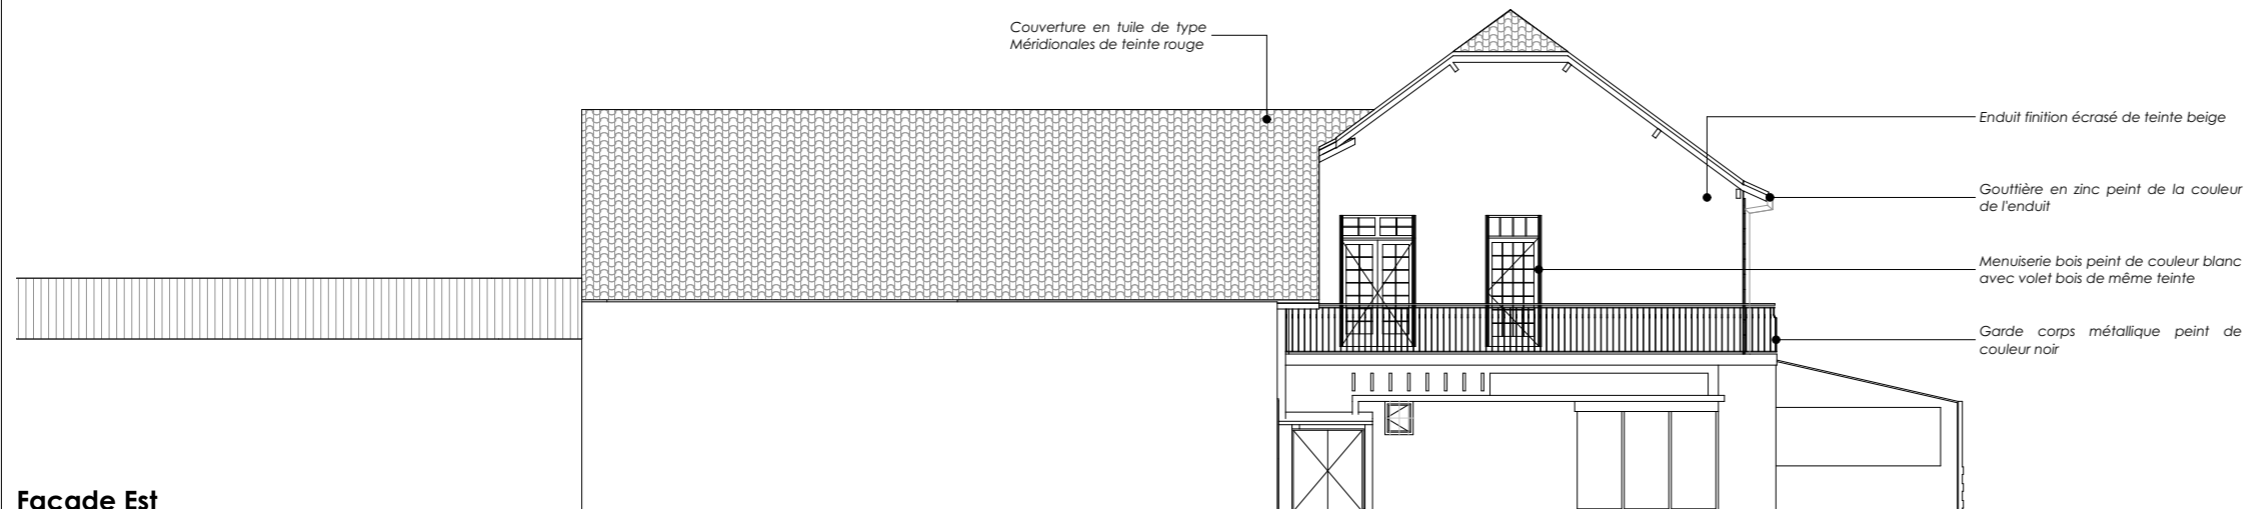 Couverture en tuile de type
Méridionales de teinte rouge
Enduit finition écrasé de teinte beige
Gouttière en zinc peint de la couleur
de l'enduit
Menuiserie bois peint de couleur blanc
avec volet bois de même teinte
Garde corps métallique peint de
couleur noir
Façade Est